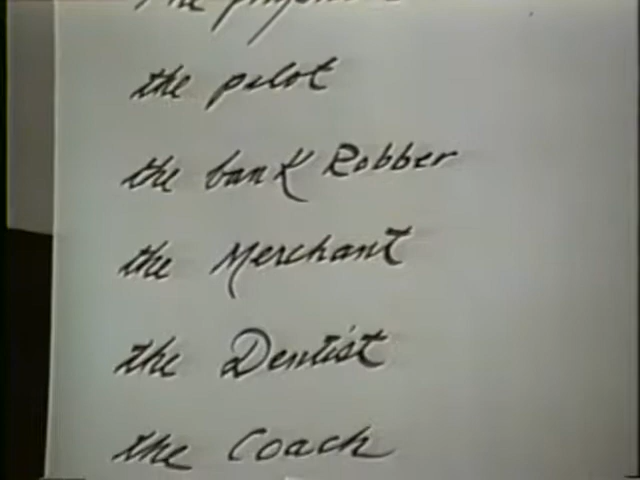 the pilot
the bank Robber
the Merchant
the Dentist
the Coach